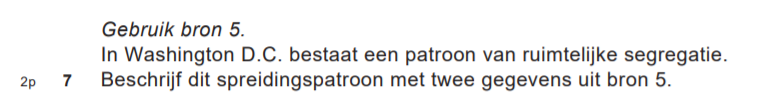 Gebruik bron 5.
In Washington D.C. bestaat een patroon van ruimtelijke segregatie.
2p 7 Beschrijf dit spreidingspatroon met twee gegevens uit bron 5.